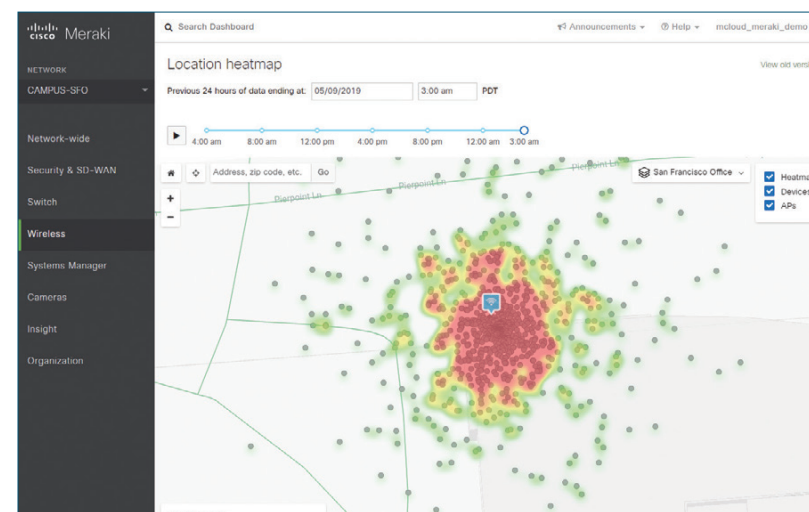 cisco Meraki
Search Dashboard
Announcements
Help
mcloud_meraki_demo
NETWORK
CAMPUS-SFO
Network-wide
Security & SD-WAN
Switch
Wireless
Systems Manager
Cameras
Insight
Organization
Location heatmap
View old versi
Previous 24 hours of data ending at: 05/09/2019 3:00 am PDT
4:00 am 8:00 am 12:00 pm 4:00 pm 8:00 pm 12:00 am 3:00 am
Address, zip code, etc. Go
San Francisco Office
+
−
Heatma
Devices
APs
Pierpoint Ln
Pierpoint Ln
Pierpoint Ln